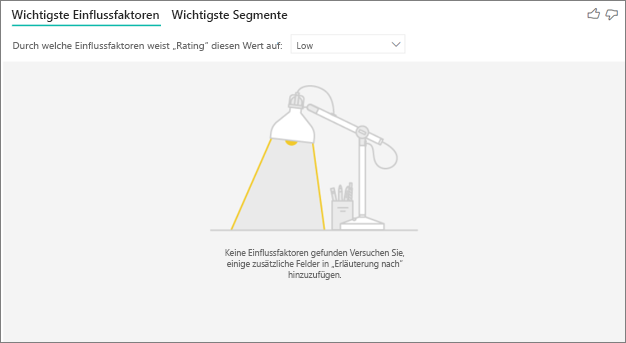 Wichtigste Einflussfaktoren Wichtigste Segmente
Durch welche Einflussfaktoren weist „Rating“ diesen Wert auf: Low
Keine Einflussfaktoren gefunden Versuchen Sie,
einige zusätzliche Felder in „Erläuterung nach“
hinzuzufügen.